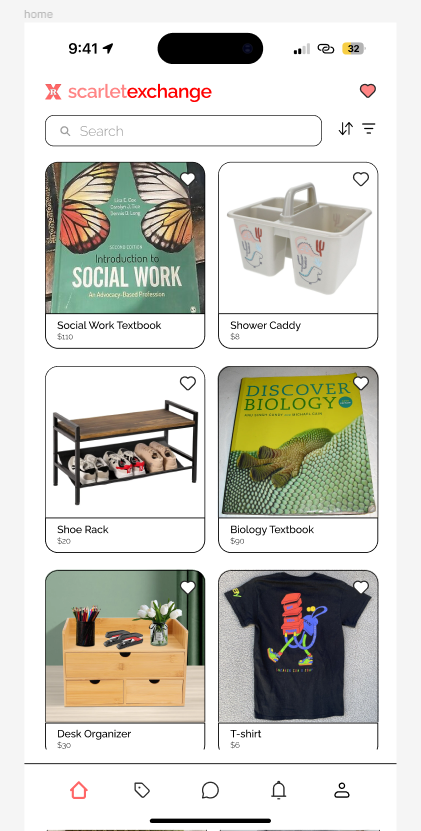 home
9:41
32
scarletexchange
Search
Lisa E. Cox
Carolyn J. Tice
Dennis D. Long
SECOND EDITION
Introduction to
SOCIAL WORK
An Advocacy-Based Profession
Social Work Textbook
$110
Shower Caddy
$8
Shoe Rack
$20
DISCOVER
BIOLOGY
Biology Textbook
$90
Desk Organizer
$30
T-shirt
$6